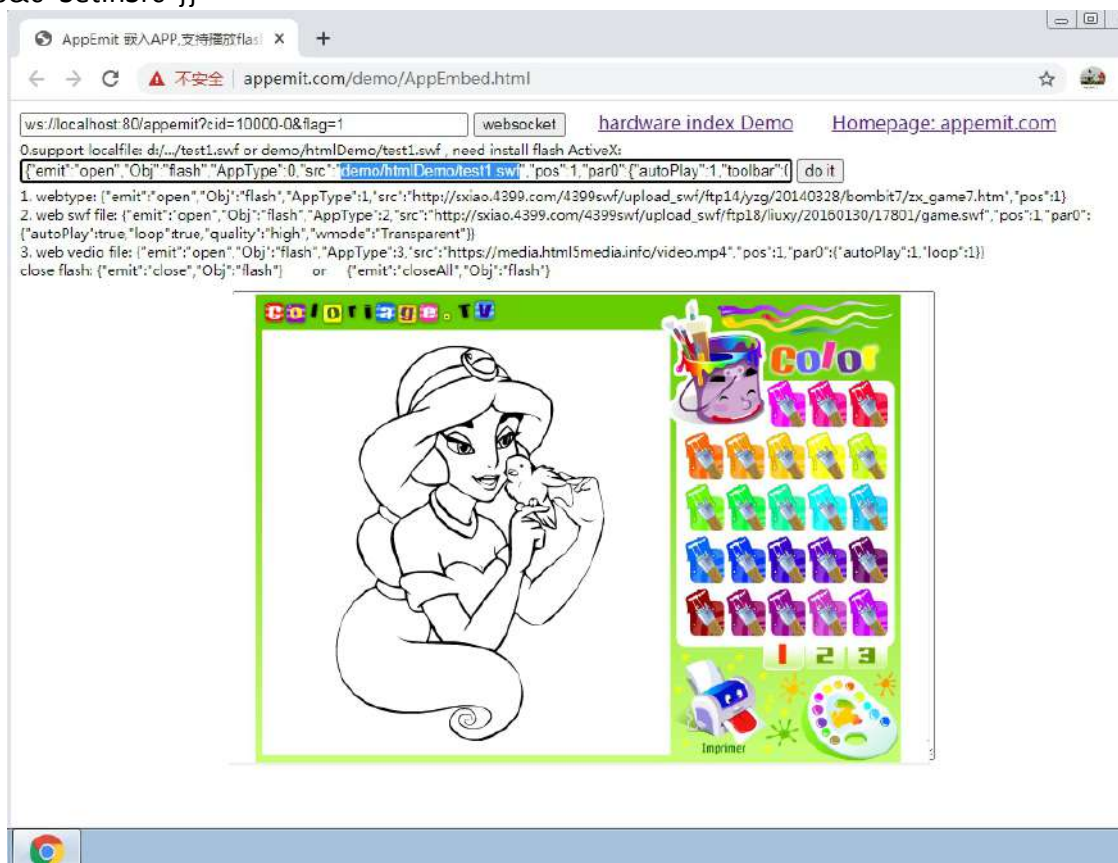 AppEmit 嵌入APP,支持播放flas
不安全 appemit.com/demo/AppEmbed.html
ws://localhost:80/appemit?cid=10000-0&flag=1 websocket hardware index Demo Homepage: appemit.com
0.support localfile: d:/.../test1.swf or demo/htmlDemo/test1.swf , need install flash ActiveX:
{"emit":"open","Obj":"flash","AppType":0,"src":"demo/htmlDemo/test1.swf","pos":1,"par0":{"autoPlay":1,"toolbar":0 do it
1. webtype: {"emit":"open","Obj":"flash","AppType":1,"src":"http://sxiao.4399.com/4399swf/upload_swf/ftp14/yzg/20140328/bombit7/zx_game7.htm","pos":1}
2. web swf file: {"emit":"open","Obj":"flash","AppType":2,"src":"http://sxiao.4399.com/4399swf/upload_swf/ftp18/liuxy/20160130/17801/game.swf","pos":1,"par0":
{"autoPlay":true,"loop":true,"quality":"high","wmode":"Transparent"}}
3. web vedio file: {"emit":"open","Obj":"flash","AppType":3,"src":"https://media.html5media.info/video.mp4","pos":1,"par0":{"autoPlay":1,"loop":1}}
close flash: {"emit":"close","Obj":"flash"} or {"emit":"closeAll","Obj":"flash"}
Coloriage.TV
Color
1 2 3
Imprimer